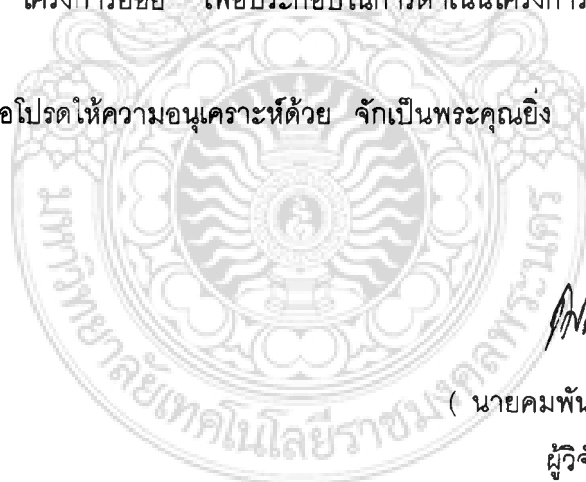 เพื่อประกอบในการดำเนินโครงการ
โปรดให้ความอนุเคราะห์ด้วย จักเป็นพระคุณยิ่ง
มหาวิทยาลัยเทคโนโลยีราชมงคลพระนคร
( นายคมพัน
ผู้วิจั